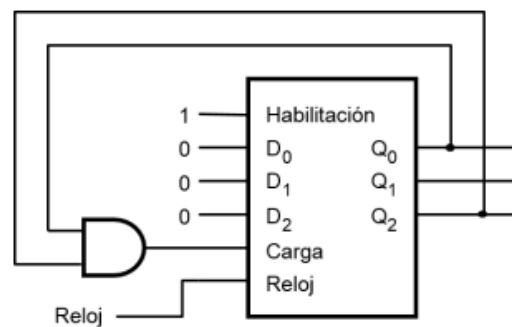 1 Habilitación
0 D0 Q0
0 D1 Q1
0 D2 Q2
Carga
Reloj
Reloj